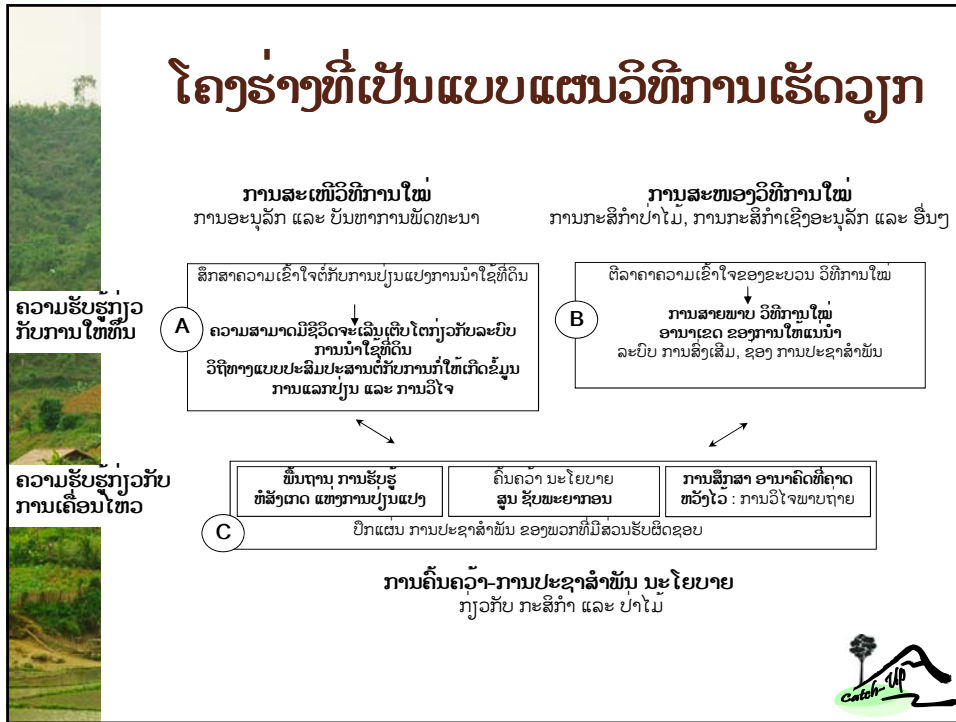 ໂຄງຮ່າງທີ່ເປັນແບບແຜນວິທີການເຮັດວຽກ
ການສະເໜີວິທີການໃໝ່
ການອະນຸລັກ ແລະ ບັນຫາການພັດທະນາ
ການສະໜອງວິທີການໃໝ່
ການກະສິກຳປ່າໄມ້, ການກະສິກຳເຊີງອະນຸລັກ ແລະ ອື່ນໆ
ຄວາມຮັບຮູ້ກ່ຽວ
ກັບການໃຫ້ທຶນ
A
ສຶກສາຄວາມເຂົ້າໃຈຕໍ່ກັບການປ່ຽນແປງການນຳໃຊ້ທີ່ດິນ
ຄວາມສາມາດມີຊີວິດຈະເລີນເຕີບໂຕກ່ຽວກັບລະບົບ
ການນຳໃຊ້ທີ່ດິນ
ວິຖີທາງແບບປະສົມປະສານຕໍ່ກັບການກໍ່ໃຫ້ເກີດຂໍ້ມູນ
ການແລກປ່ຽນ ແລະ ການວິໄຈ
B
ຕີລາຄາຄວາມເຂົ້າໃຈຂອງຂະບວນ ວິທີການໃໝ່
ການສາຍພາບ ວິທີການໃໝ່
ອານາເຂດ ຂອງການໃຫ້ແນ່ນຳ
ລະບົບ ການສົ່ງເສີມ, ຊອງ ການປະຊາສຳພັນ
ຄວາມຮັບຮູ້ກ່ຽວກັບ
ການເຄື່ອນໄຫວ
C
ພື້ນຖານ ການຮັບຮູ້
ຫໍສັງເກດ ແຫ່ງການປ່ຽນແປງ
ຄົ້ນຄວ້າ ນະໂຍບາຍ
ສູນ ຊັບພະຍາກອນ
ການສຶກສາ ອານາຄົດທີ່ຄາດ
ຫວັງໄວ້ : ການວິໄຈພາບຖ່າຍ
ປຶກແຜ່ນ ການປະຊາສຳພັນ ຂອງພວກທີ່ມີສ່ວນຮັບຜິດຊອບ
ການຄົ້ນຄວ້າ-ການປະຊາສຳພັນ ນະໂຍບາຍ
ກ່ຽວກັບ ກະສິກຳ ແລະ ປ່າໄມ້
Catch-Up